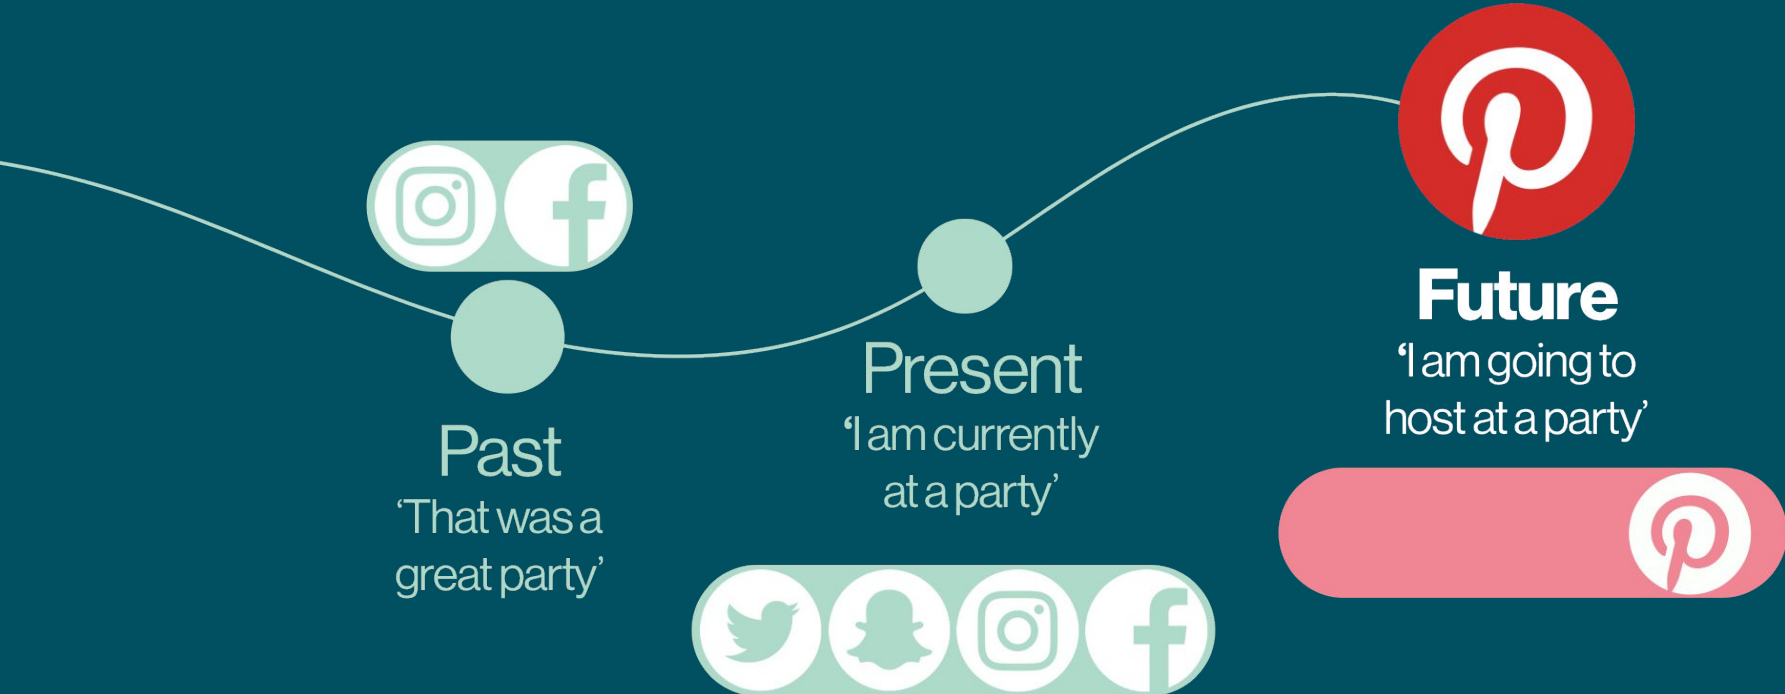 Past
‘That was a
great party’
Present
‘I am currently
at a party’
Future
‘I am going to
host at a party’